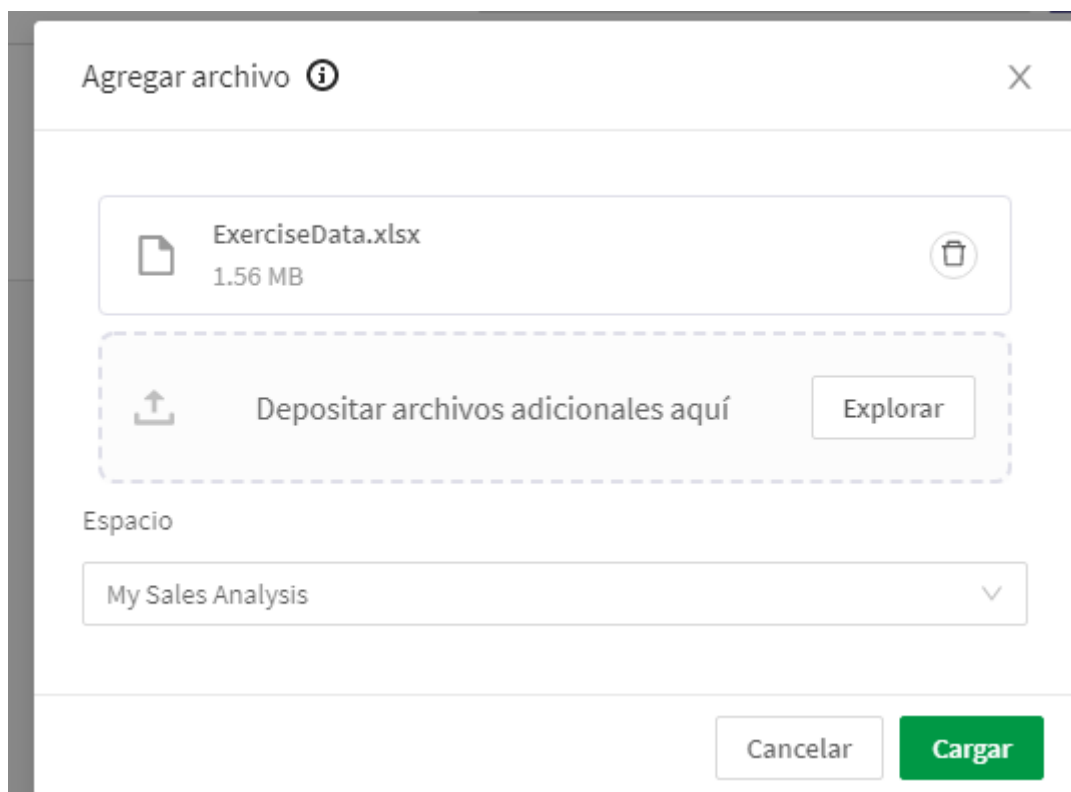 Agregar archivo
ExerciseData.xlsx
1.56 MB
Depositar archivos adicionales aquí
Explorar
Espacio
My Sales Analysis
Cancelar
Cargar